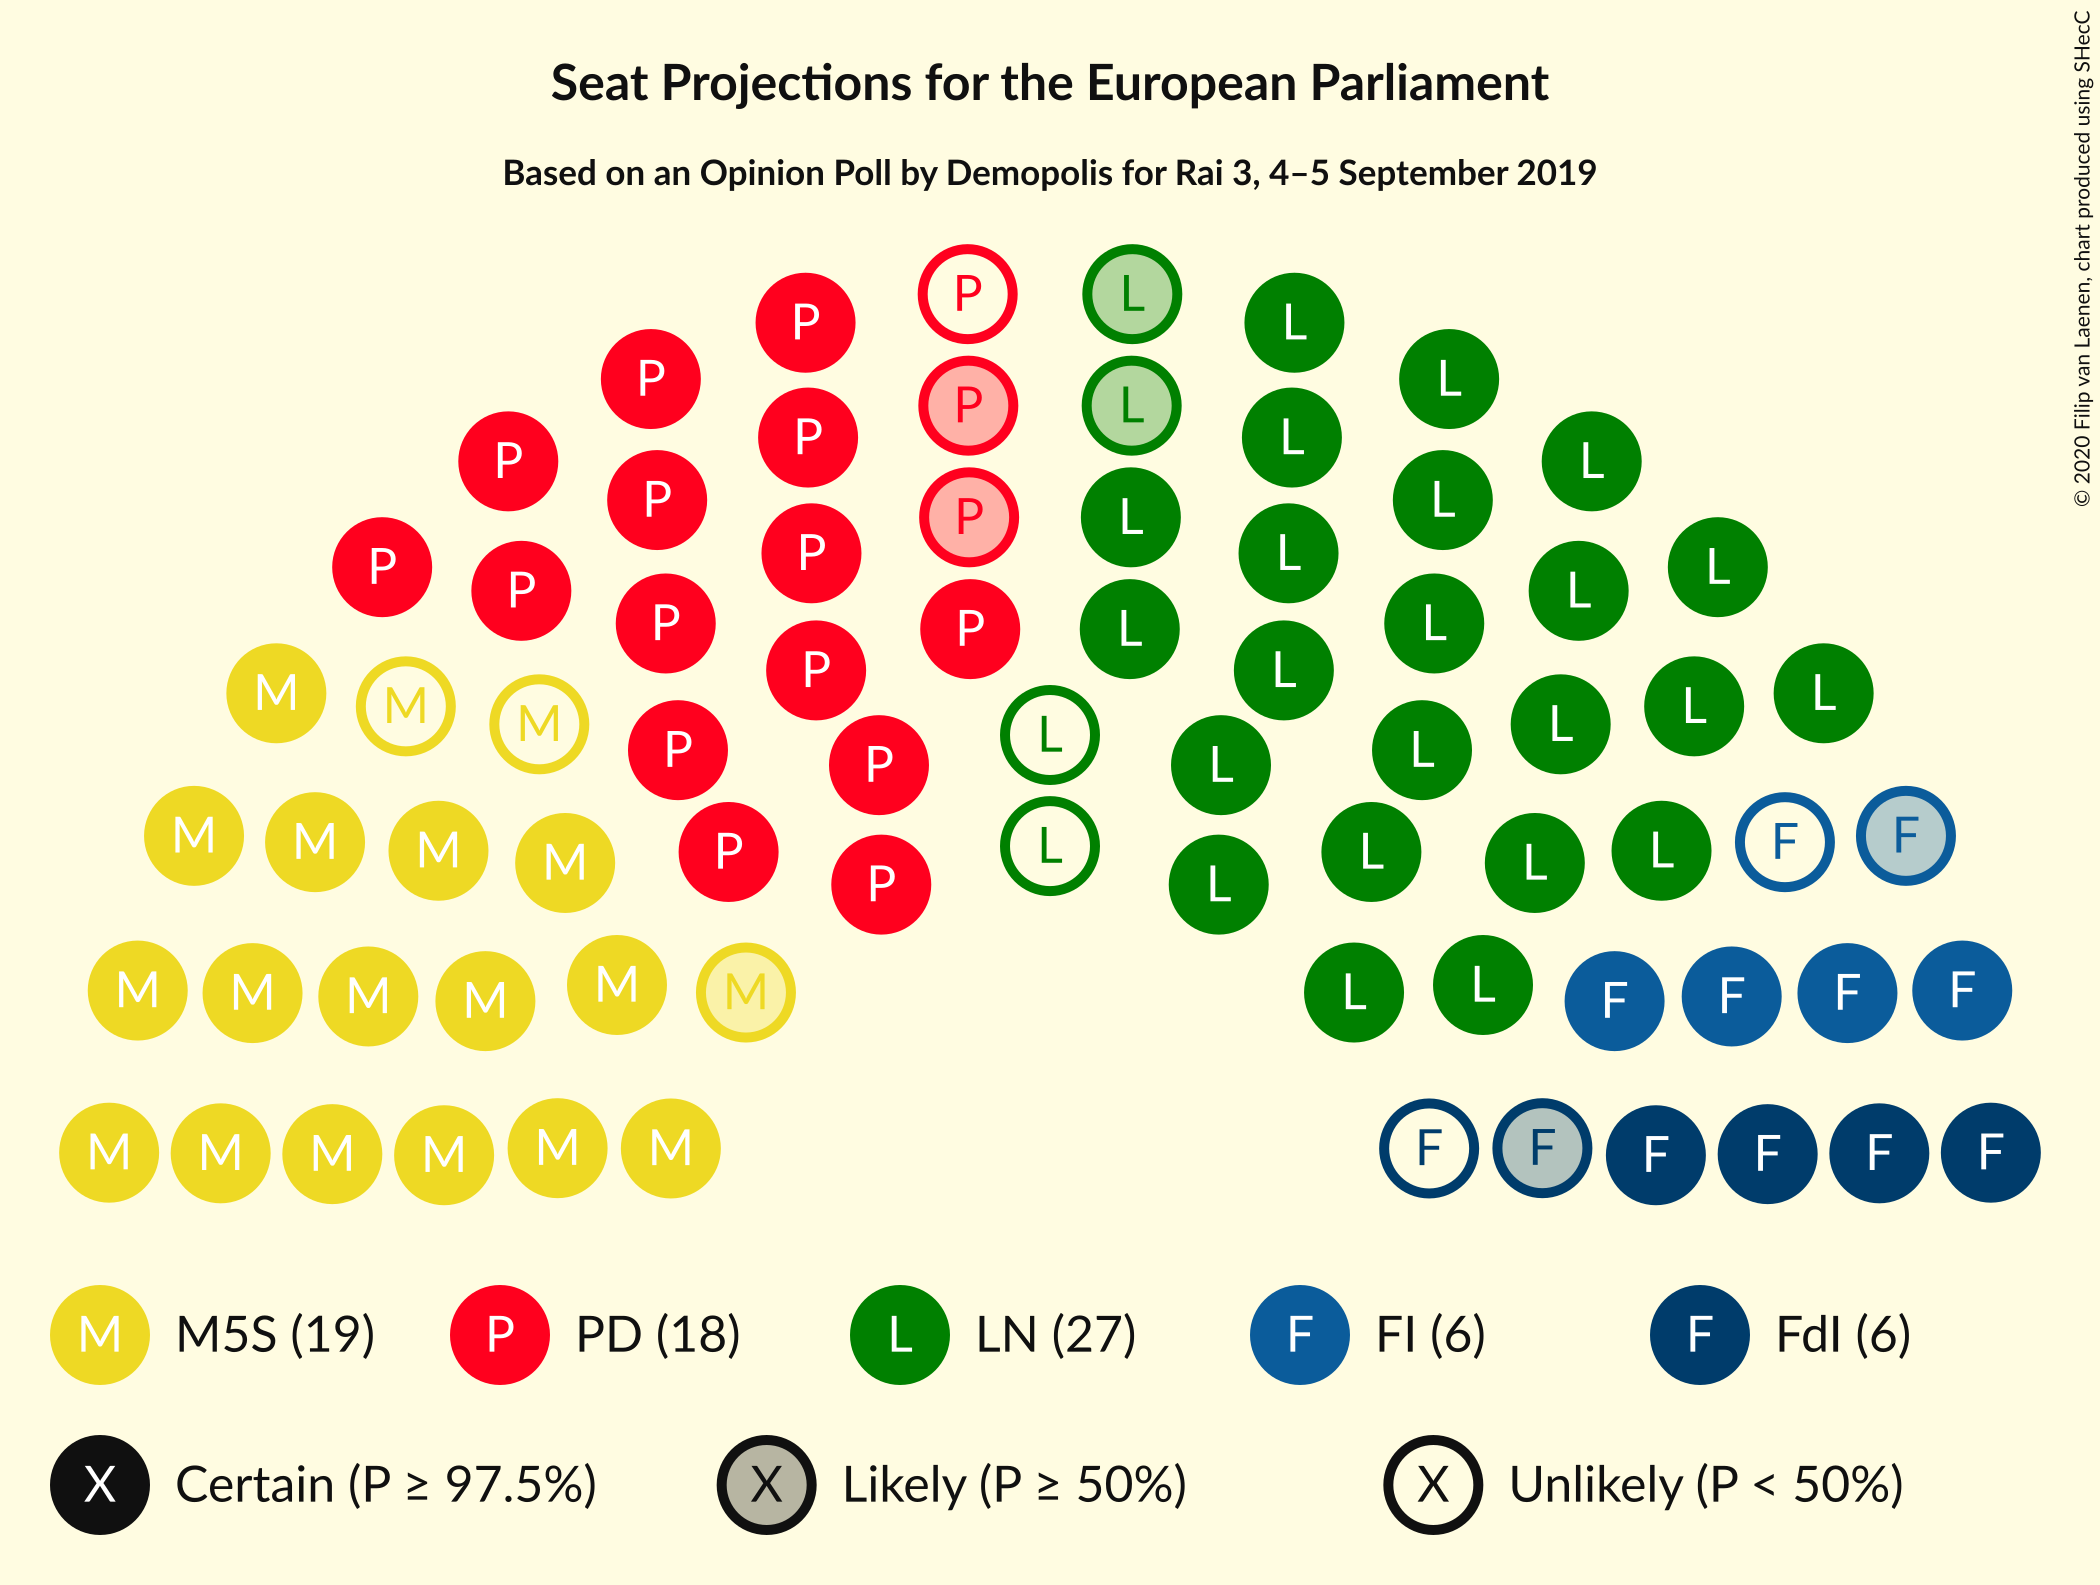 Seat Projections for the European Parliament
Based on an Opinion Poll by Demopolis for Rai 3, 4–5 September 2019
© 2020 Filip van Laenen, chart produced using SHecC
P L
P L
P L
P P L L
P L
P L
P P L L
P L
P P L L
P P L L
P L
P L
P L
M M L L
M M L L
P L L
P L
M M F F
M M L L
P L
M L
P L
M M L L
M M F F
M M F F
M M F F
M M F F
M M M M M M F F F F F F
M M5S (19) P PD (18) L LN (27) F FI (6) F FdI (6)
X Certain (P ≥ 97.5%) X Likely (P ≥ 50%) X Unlikely (P < 50%)